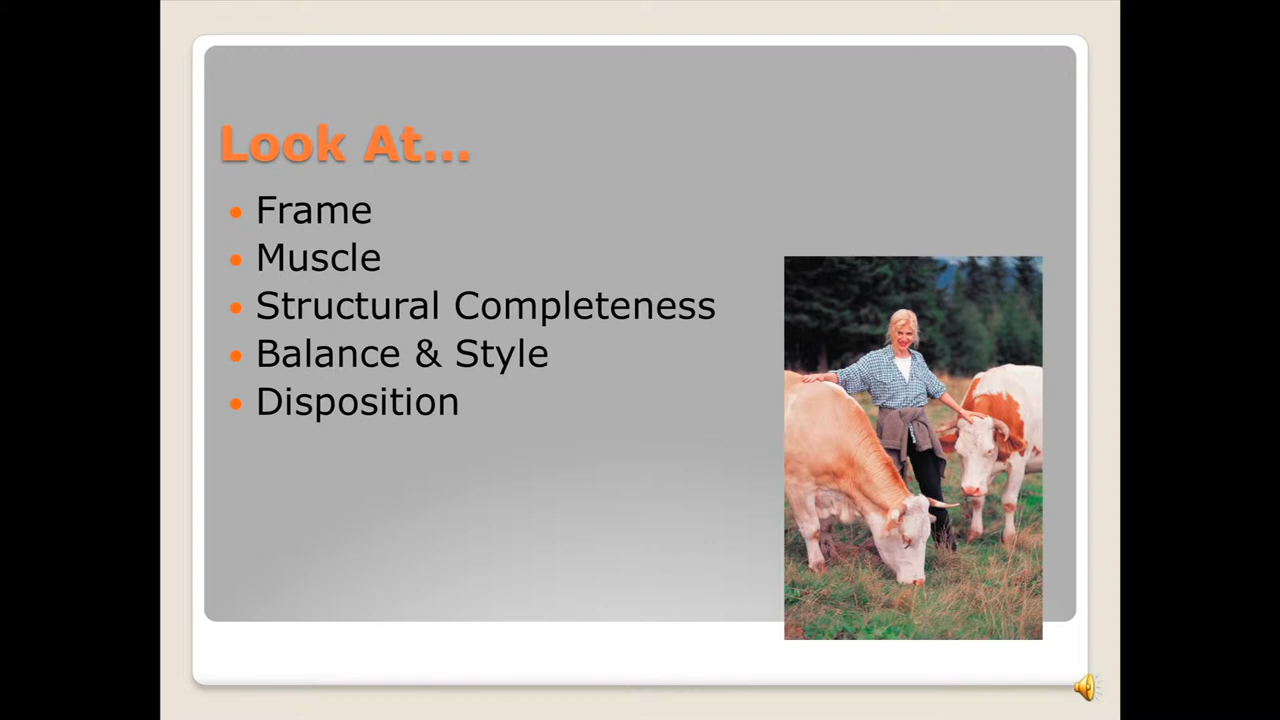 Look At...
• Frame
• Muscle
• Structural Completeness
• Balance & Style
• Disposition